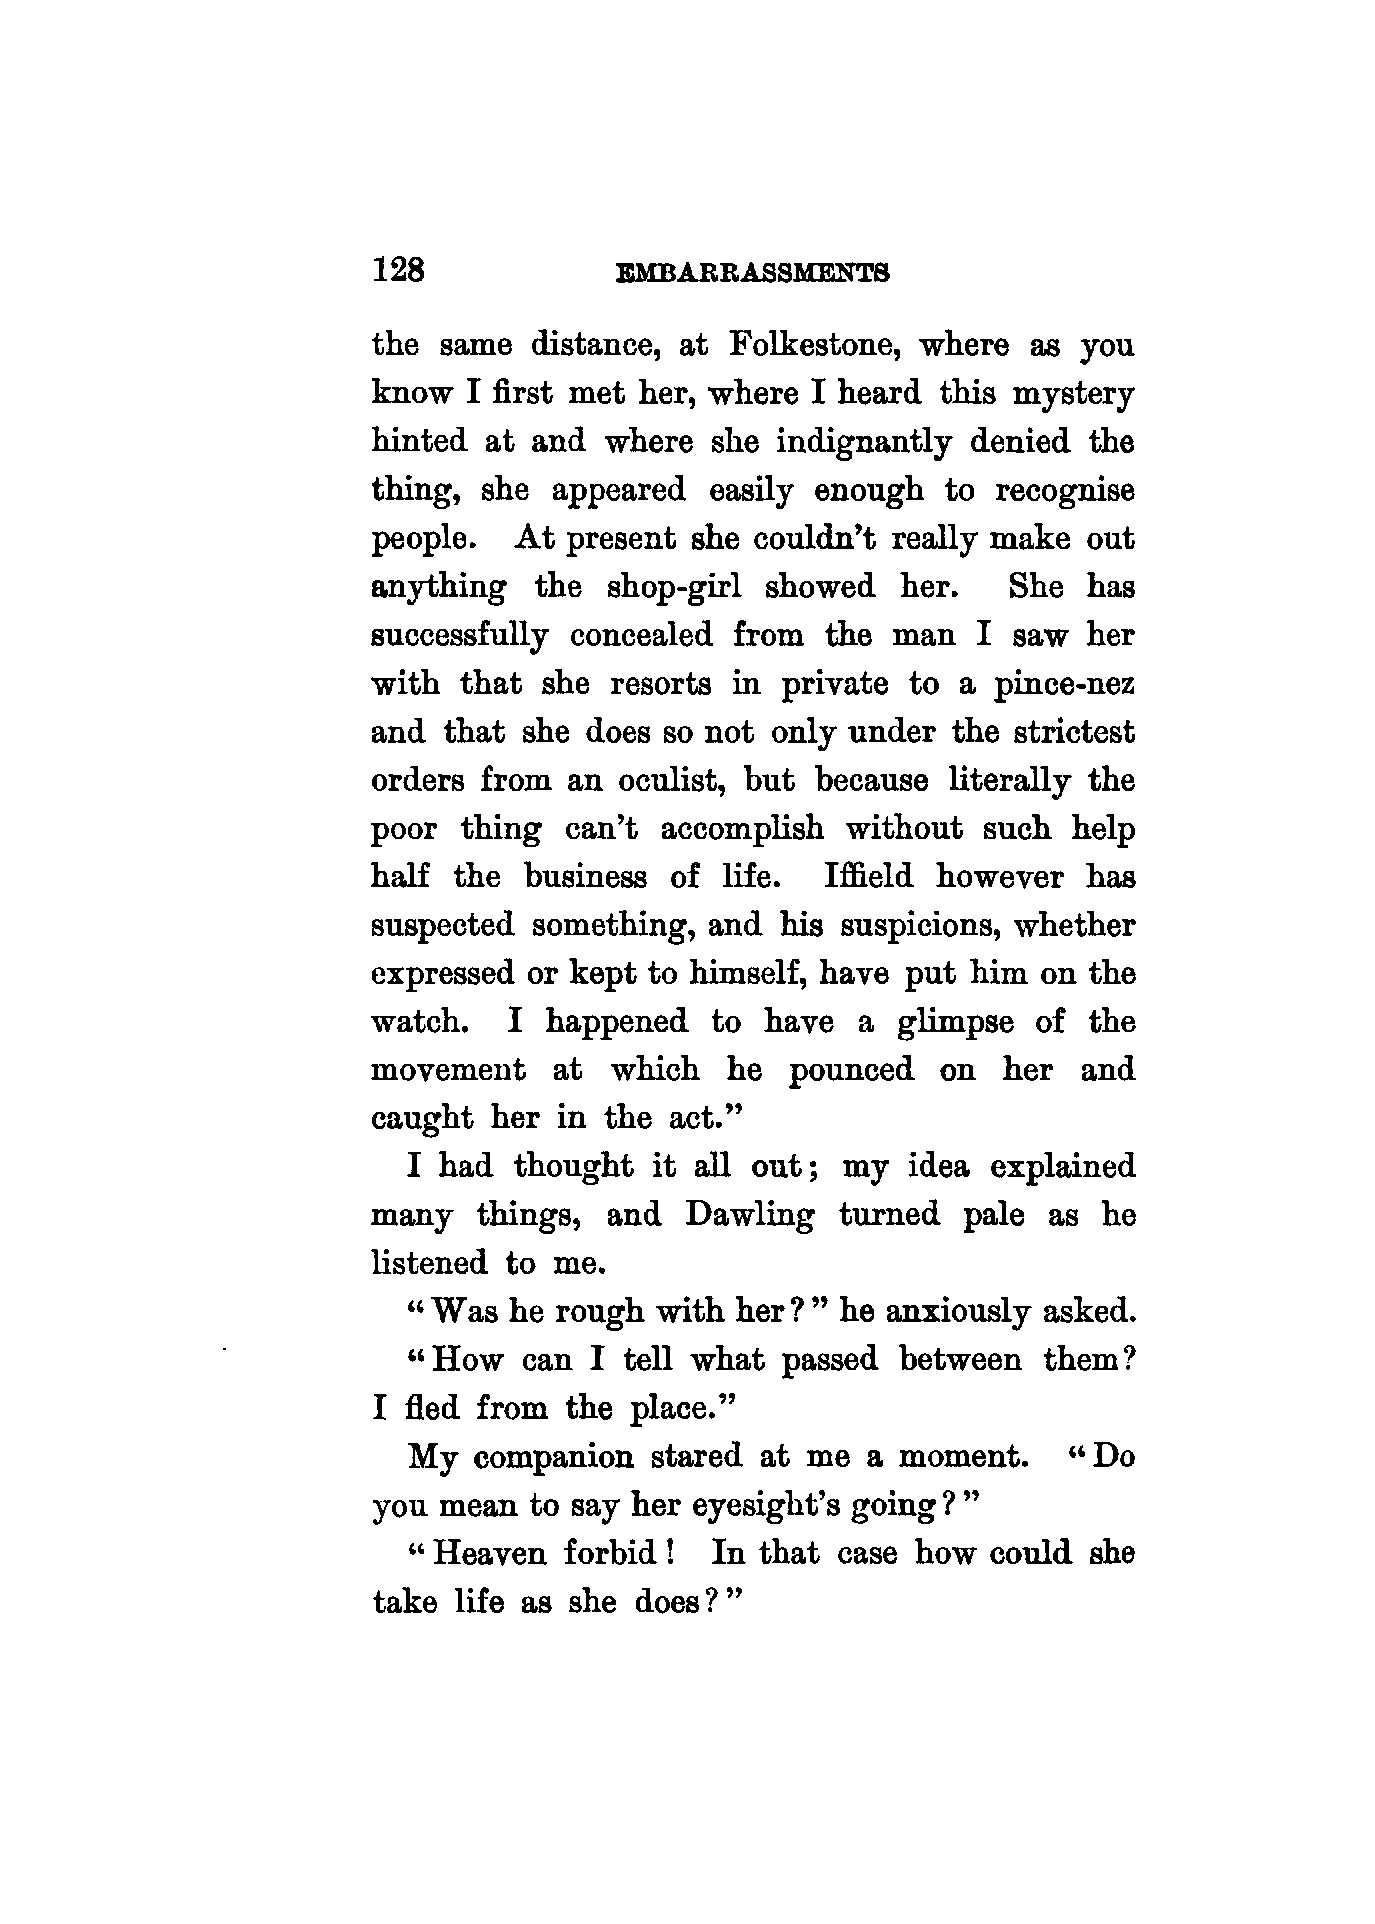 128 EMBARRASSMENTS
the same distance, at Folkestone, where as you
know I first met her, where I heard this mystery
hinted at and where she indignantly denied the
thing, she appeared easily enough to recognise
people. At present she couldn't really make out
anything the shop-girl showed her. She has
successfully concealed from the man I saw her
with that she resorts in private to a pince-nez
and that she does so not only under the strictest
orders from an oculist, but because literally the
poor thing can't accomplish without such help
half the business of life. Iffield however has
suspected something, and his suspicions, whether
expressed or kept to himself, have put him on the
watch. I happened to have a glimpse of the
movement at which he pounced on her and
caught her in the act."
I had thought it all out; my idea explained
many things, and Dawling turned pale as he
listened to me.
"Was he rough with her?" he anxiously asked.
"How can I tell what passed between them?
I fled from the place."
My companion stared at me a moment. "Do
you mean to say her eyesight's going?"
"Heaven forbid! In that case how could she
take life as she does?"